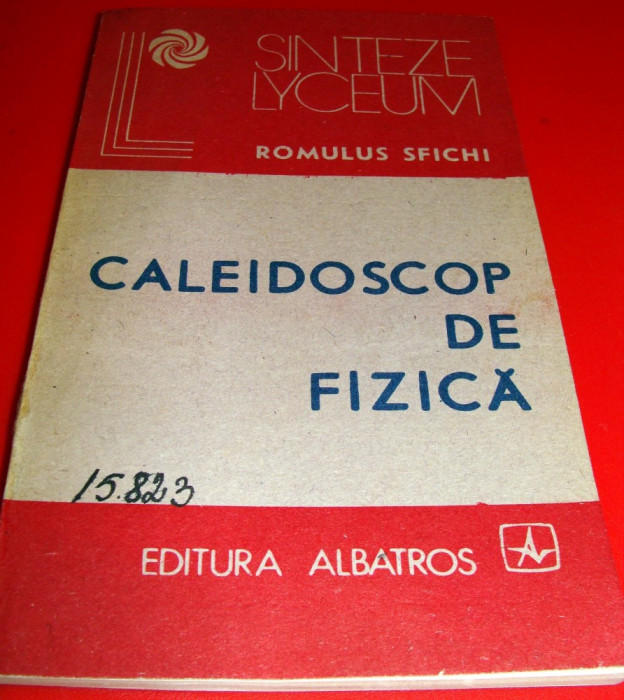 SINTEZE
LYCEUM
ROMULUS SFICHI
CALEIDOSCOP
DE
FIZICĂ
15.823
EDITURA ALBATROS